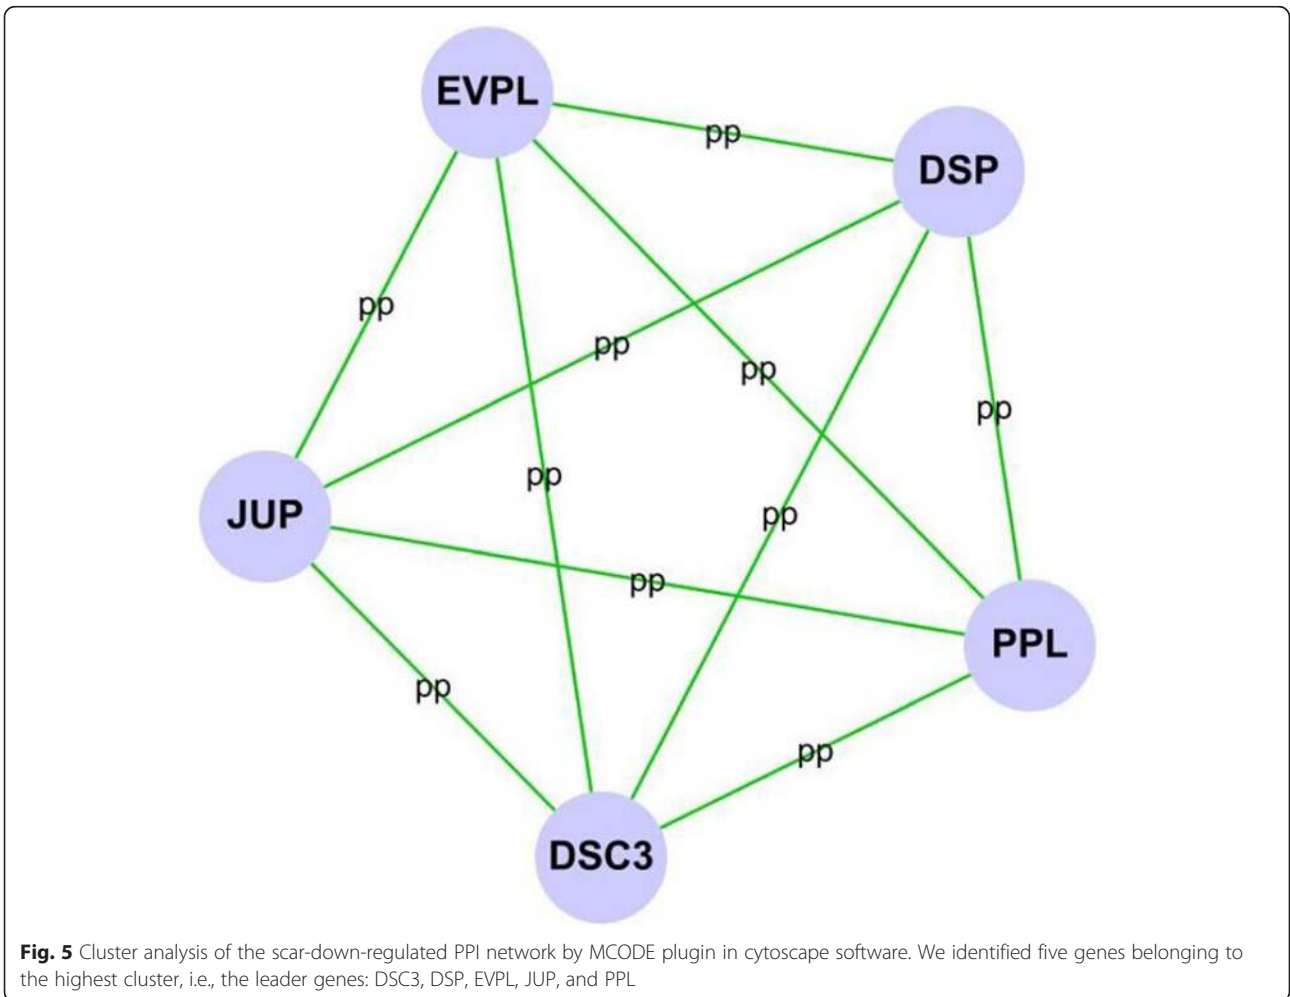 EVPL
pp
DSP
pp
pp
pp
pp
pp
JUP
pp
pp
PPL
pp
pp
DSC3
Fig. 5 Cluster analysis of the scar-down-regulated PPI network by MCODE plugin in cytoscape software. We identified five genes belonging to
the highest cluster, i.e., the leader genes: DSC3, DSP, EVPL, JUP, and PPL